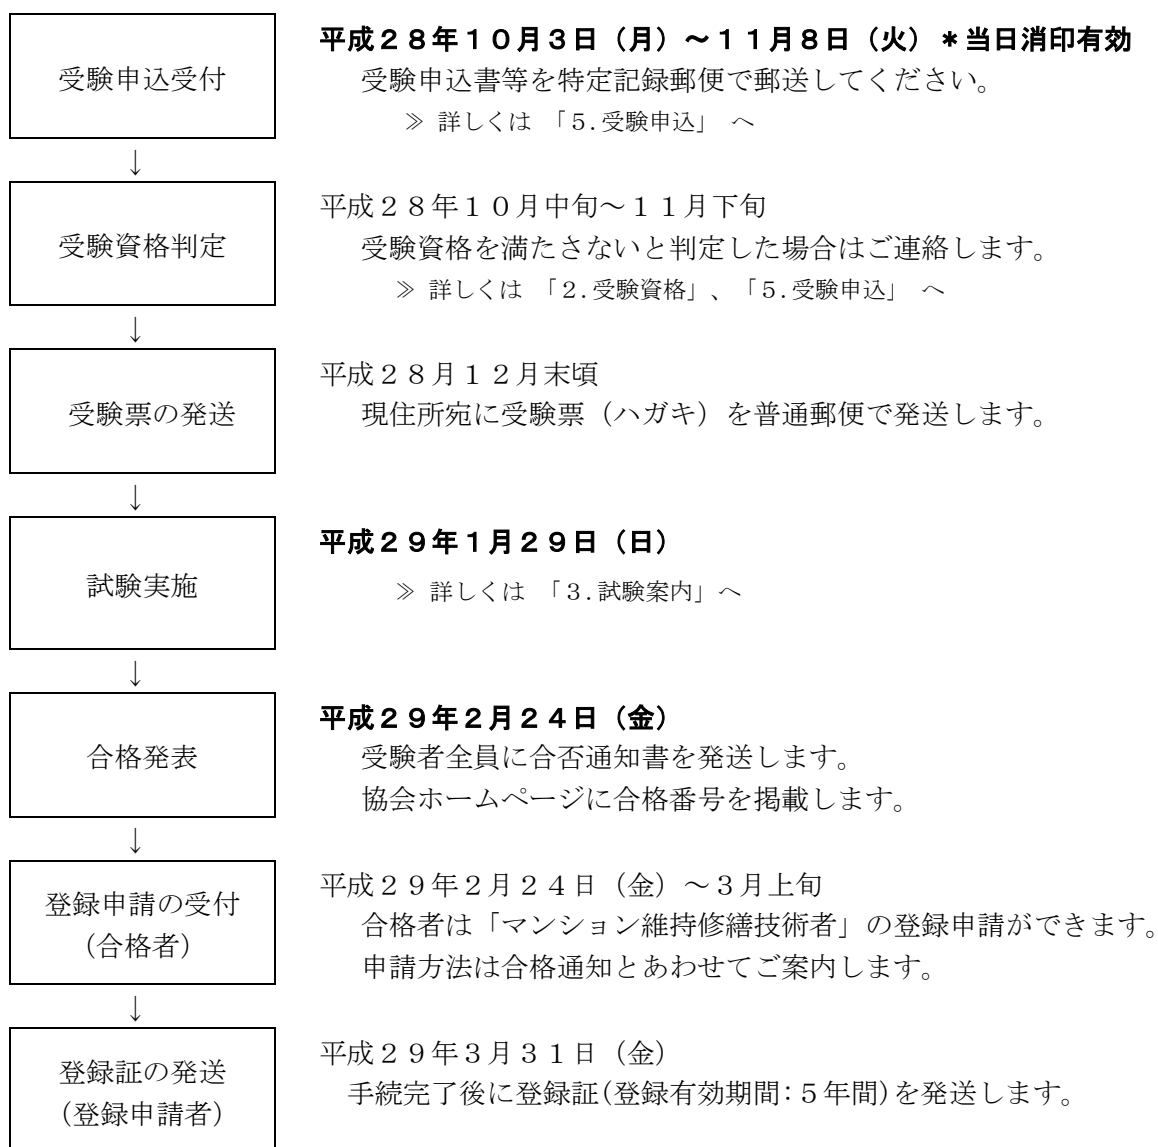 受験申込受付
平成２８年１０月３日（月）～１１月８日（火）＊当日消印有効
受験申込書等を特定記録郵便で郵送してください。
≫ 詳しくは 「５.受験申込」 へ
↓
受験資格判定
平成２８年１０月中旬～１１月下旬
受験資格を満たさないと判定した場合はご連絡します。
≫ 詳しくは 「２.受験資格」、「５.受験申込」 へ
↓
受験票の発送
平成２８月１２月末頃
現住所宛に受験票（ハガキ）を普通郵便で発送します。
↓
試験実施
平成２９年１月２９日（日）
≫ 詳しくは 「３.試験案内」へ
↓
合格発表
平成２９年２月２４日（金）
受験者全員に合否通知書を発送します。
協会ホームページに合格番号を掲載します。
↓
登録申請の受付
（合格者）
平成２９年２月２４日（金）～３月上旬
合格者は「マンション維持修繕技術者」の登録申請ができます。
申請方法は合格通知とあわせてご案内します。
↓
登録証の発送
（登録申請者）
平成２９年３月３１日（金）
手続完了後に登録証(登録有効期間：５年間)を発送します。